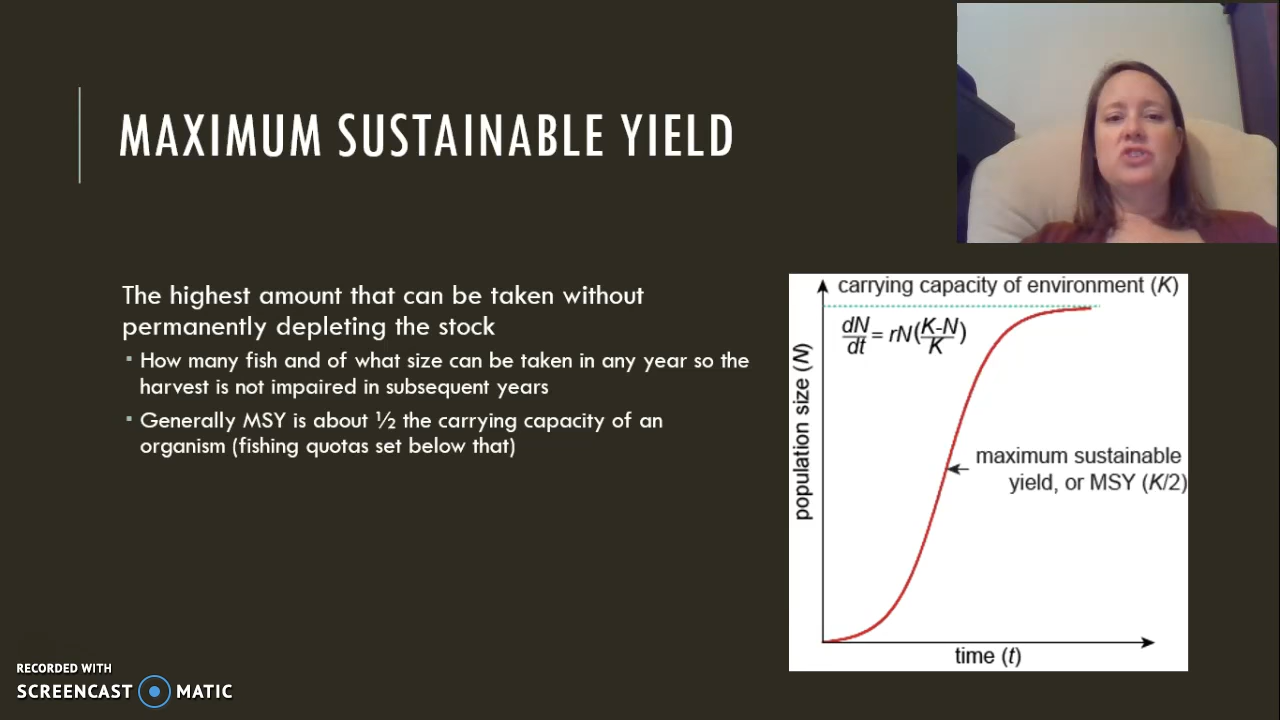 MAXIMUM SUSTAINABLE YIELD
The highest amount that can be taken without
permanently depleting the stock
▪ How many fish and of what size can be taken in any year so the
harvest is not impaired in subsequent years
▪ Generally MSY is about ½ the carrying capacity of an
organism (fishing quotas set below that)
carrying capacity of environment (K)
dN/dt = rN(K-N/K)
population size (N)
maximum sustainable
yield, or MSY (K/2)
time (t)
RECORDED WITH
SCREENCAST MATIC